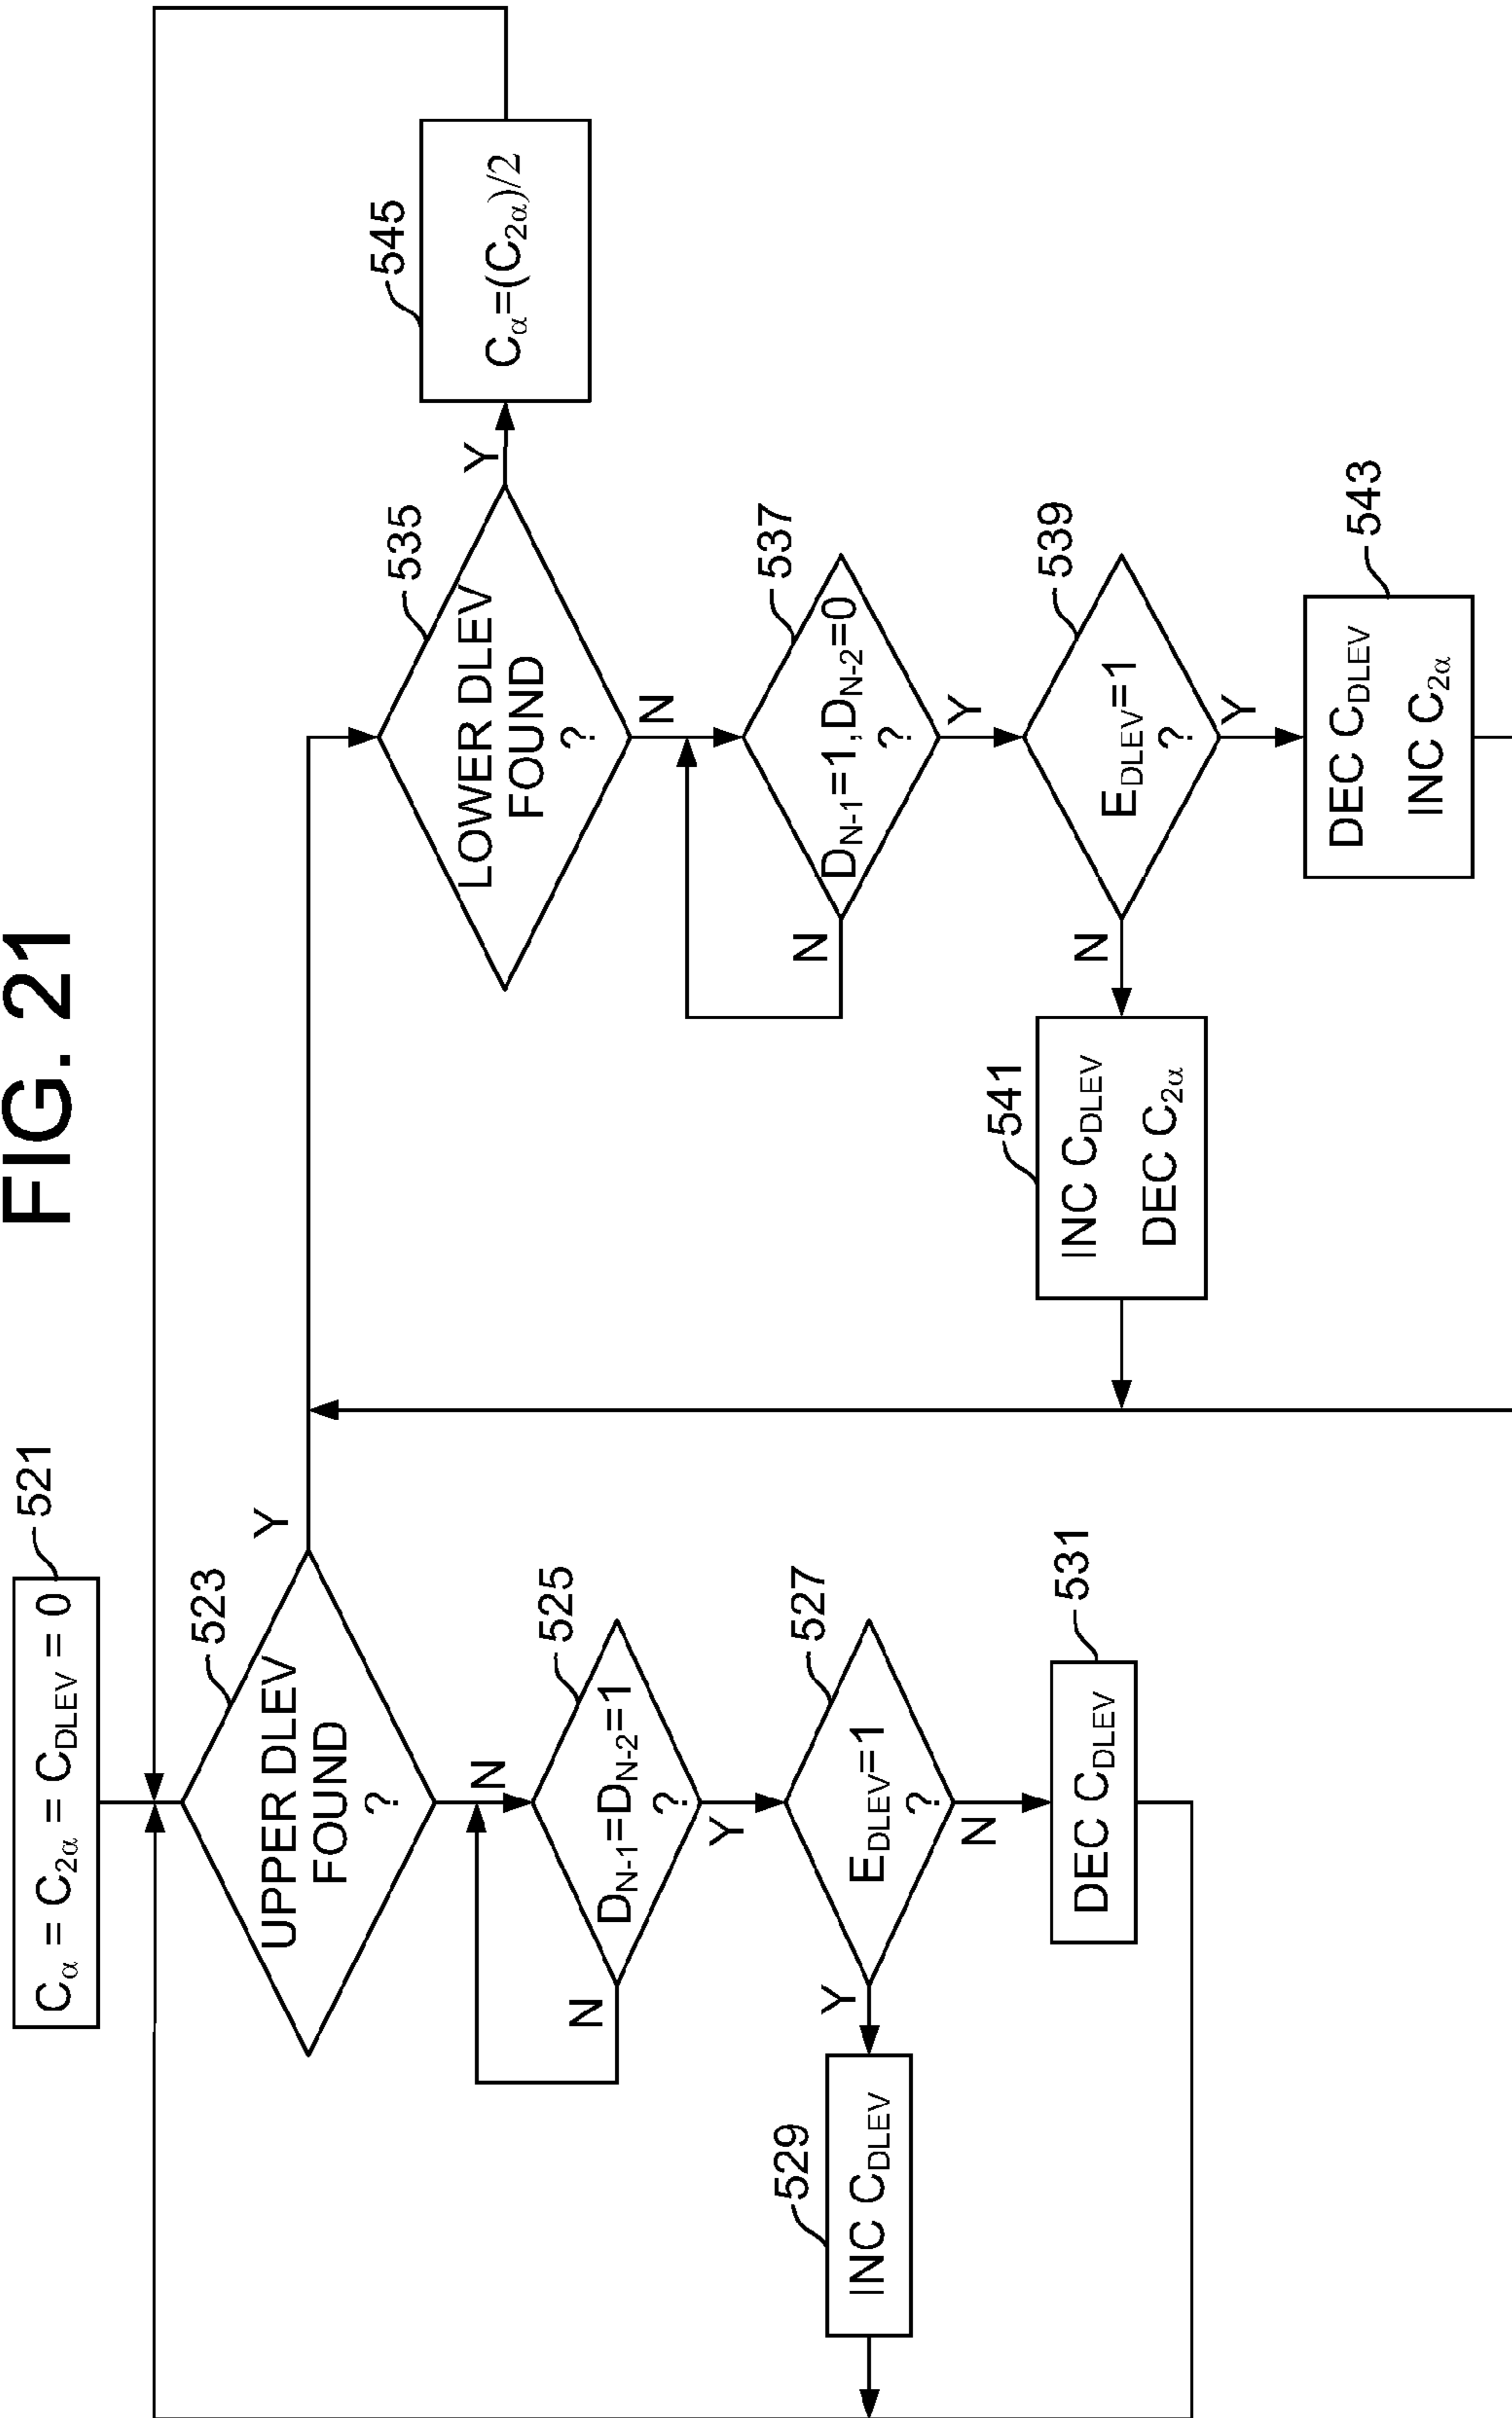 FIG. 21
Cα = C2α = CDLEV = 0
521
UPPER DLEV
FOUND
?
523
Y
N
DN-1=DN-2=1
?
525
N
Y
EDLEV=1
?
527
Y
N
INC CDLEV
529
DEC CDLEV
531
LOWER DLEV
FOUND
?
535
Y
N
Cα=(C2α)/2
545
DN-1=1,DN-2=0
?
537
N
Y
EDLEV=1
?
539
N
Y
INC CDLEV
DEC C2α
541
DEC CDLEV
INC C2α
543